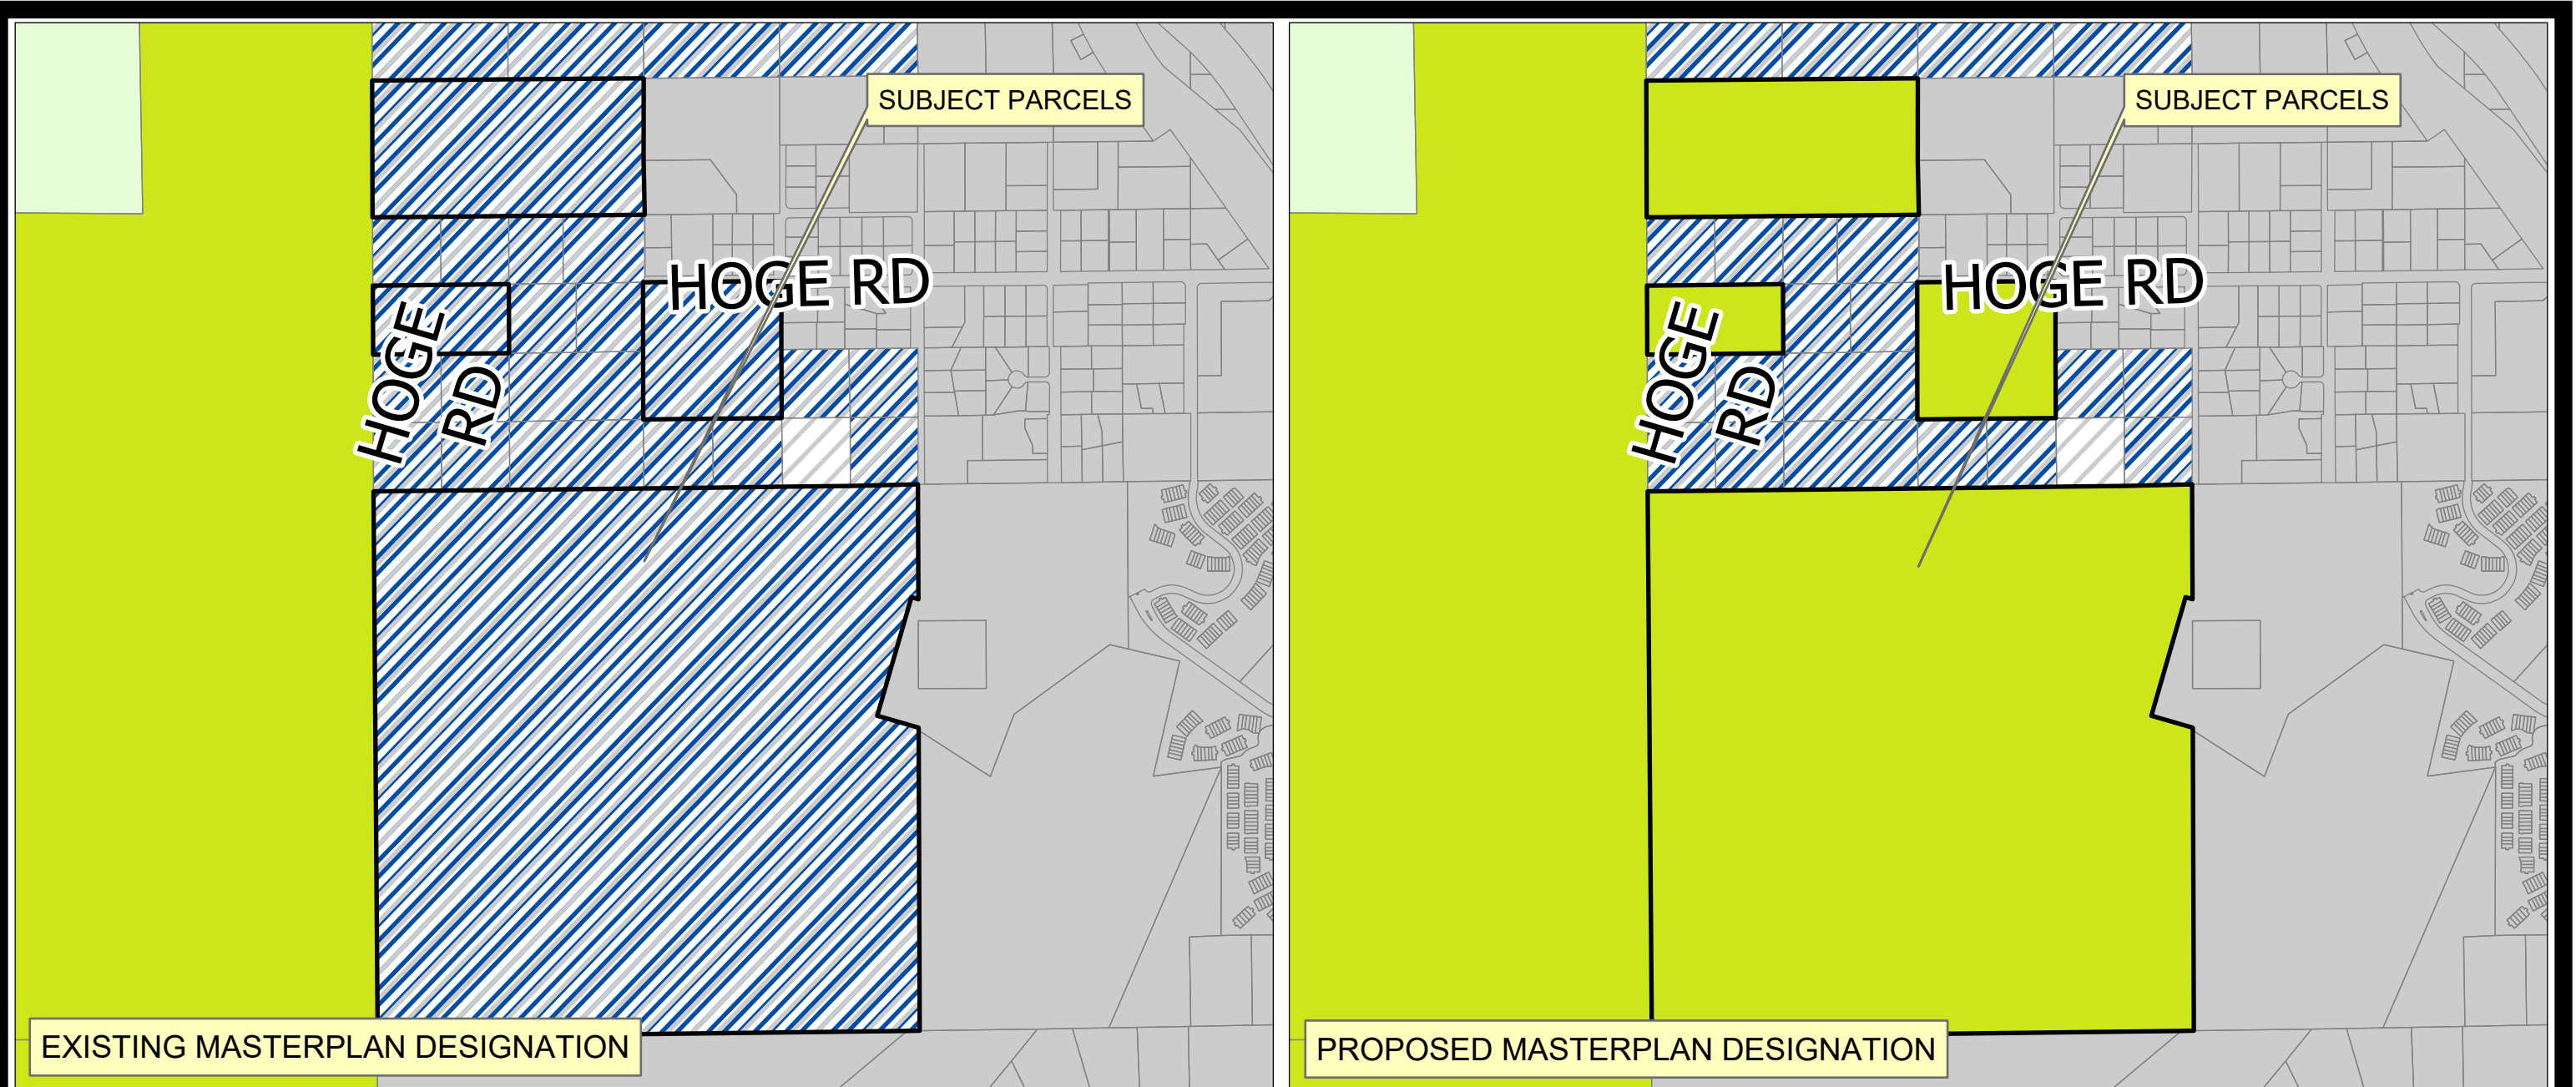 SUBJECT PARCELS
HOGE RD
HOGE
RD
EXISTING MASTERPLAN DESIGNATION
SUBJECT PARCELS
HOGE RD
HOGE
RD
PROPOSED MASTERPLAN DESIGNATION